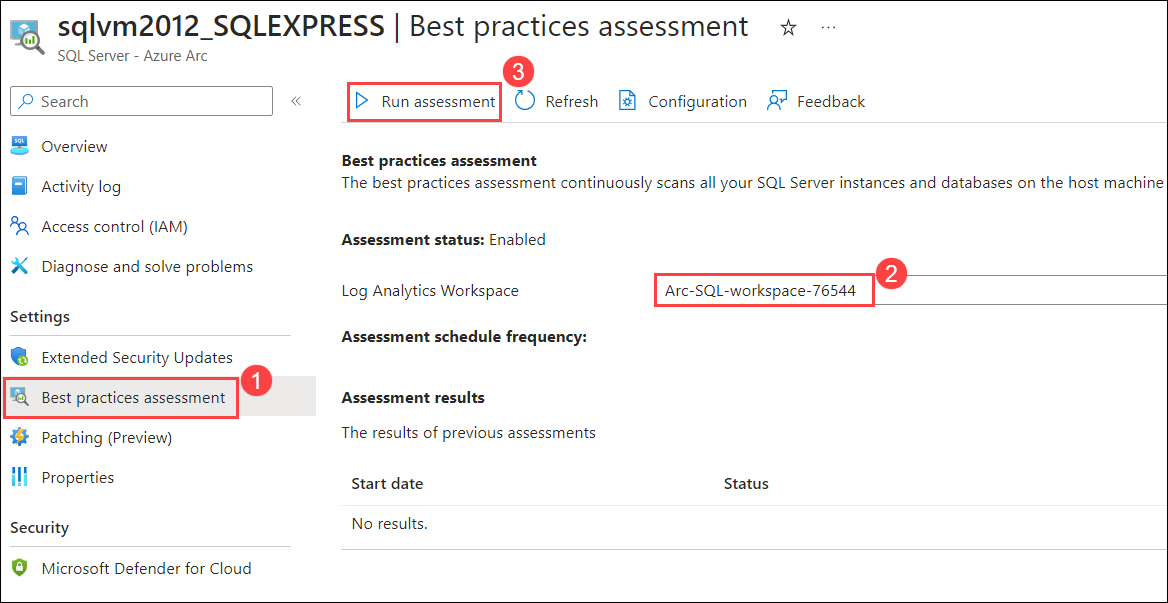 sqlvm2012_SQLEXPRESS | Best practices assessment ☆ ···
SQL Server - Azure Arc
Search «
Overview
Activity log
Access control (IAM)
Diagnose and solve problems
Settings
Extended Security Updates
Best practices assessment 1
Patching (Preview)
Properties
Security
Microsoft Defender for Cloud
3
Run assessment Refresh Configuration Feedback
Best practices assessment
The best practices assessment continuously scans all your SQL Server instances and databases on the host machine
Assessment status: Enabled
Log Analytics Workspace Arc-SQL-workspace-76544 2
Assessment schedule frequency:
Assessment results
The results of previous assessments
Start date Status
No results.